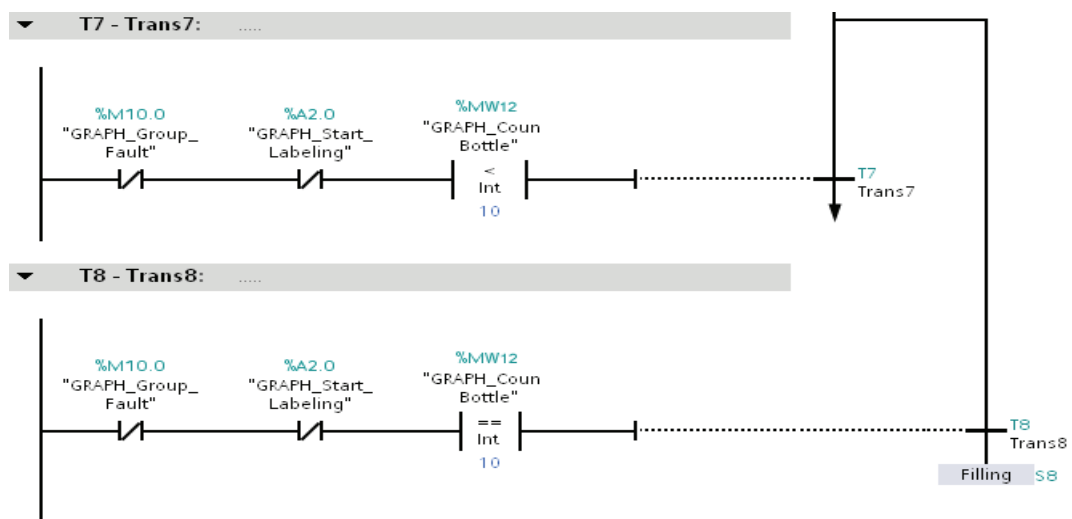 T7 - Trans7: .....
%M10.0
"GRAPH_Group_
Fault"
%A2.0
"GRAPH_Start_
Labeling"
%MW12
"GRAPH_Coun
Bottle"
<
Int
10
T7
Trans7
T8 - Trans8: .....
%M10.0
"GRAPH_Group_
Fault"
%A2.0
"GRAPH_Start_
Labeling"
%MW12
"GRAPH_Coun
Bottle"
==
Int
10
T8
Trans8
Filling S8